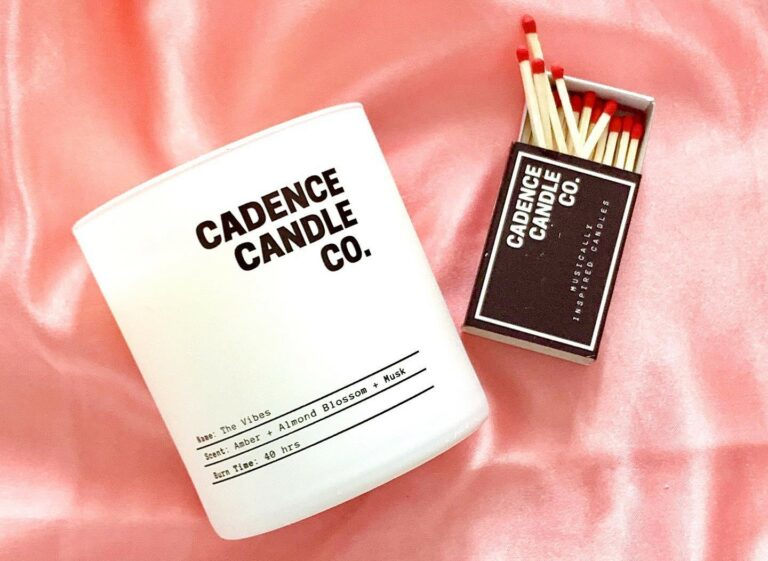 CADENCE
CANDLE
CO.
Name: The Vibes
Scent: Amber + Almond Blossom + Musk
Burn Time: 40 hrs
CADENCE
CANDLE
CO.
MUSICALLY
INSPIRED CANDLES